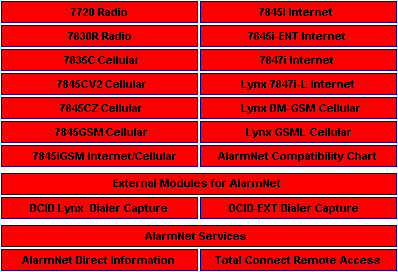 7720 Radio
7845i Internet
7830R Radio
7845i-ENT Internet
7835C Cellular
7847i Internet
7845CV2 Cellular
Lynx 7847i-L Internet
7845CZ Cellular
Lynx DM-GSM Cellular
7845GSM Cellular
Lynx GSML Cellular
7845iGSM Internet/Cellular
AlarmNet Compatibility Chart
External Modules for AlarmNet
DCID Lynx Dialer Capture
DCID-EXT Dialer Capture
AlarmNet Services
AlarmNet Direct Information
Total Connect Remote Access